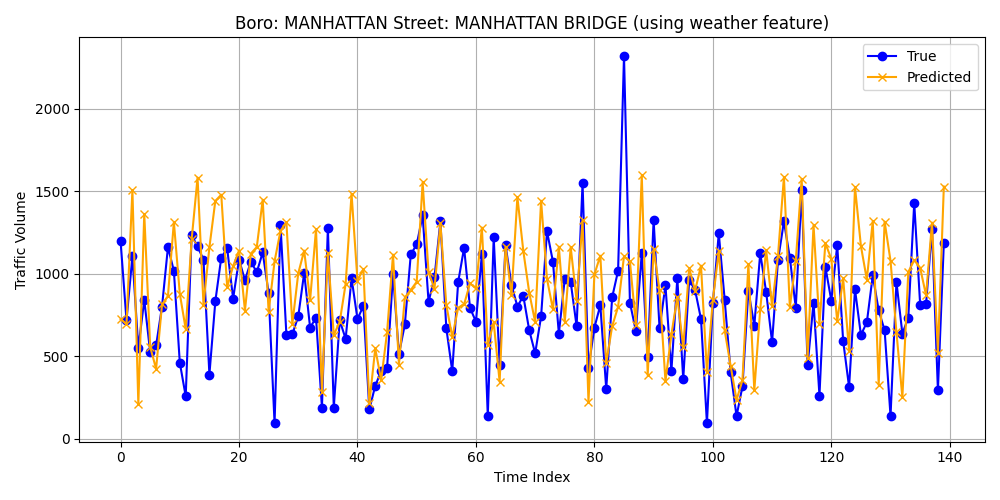 Boro: MANHATTAN Street: MANHATTAN BRIDGE (using weather feature)
True
Predicted
Traffic Volume
2000
1500
1000
500
0
0 20 40 60 80 100 120 140
Time Index